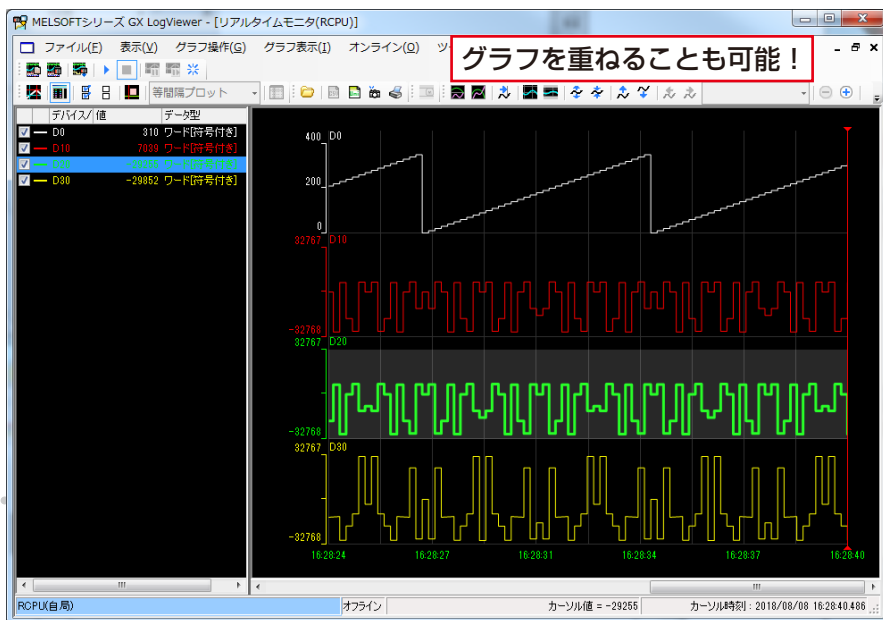 MELSOFTシリーズ GX LogViewer - [リアルタイムモニタ(RCPU)]
ファイル(F) 表示(V) グラフ操作(G) グラフ表示(I) オンライン(O) ツ
グラフを重ねることも可能！
等間隔プロット
デバイス/ 値 データ型
D0 310 ワード[符号付き]
D10 7039 ワード[符号付き]
ワード[符号付き]
D30 -29852 ワード[符号付き]
400 D0
200
0
32767 D10
-32768
32767 D20
-32768
32767 D30
-32768
16:28:24 16:28:27 16:28:31 16:28:34 16:28:37 16:28:40
RCPU(自局) オフライン カーソル値 = -29255 カーソル時刻 : 2018/08/08 16:28:40.486